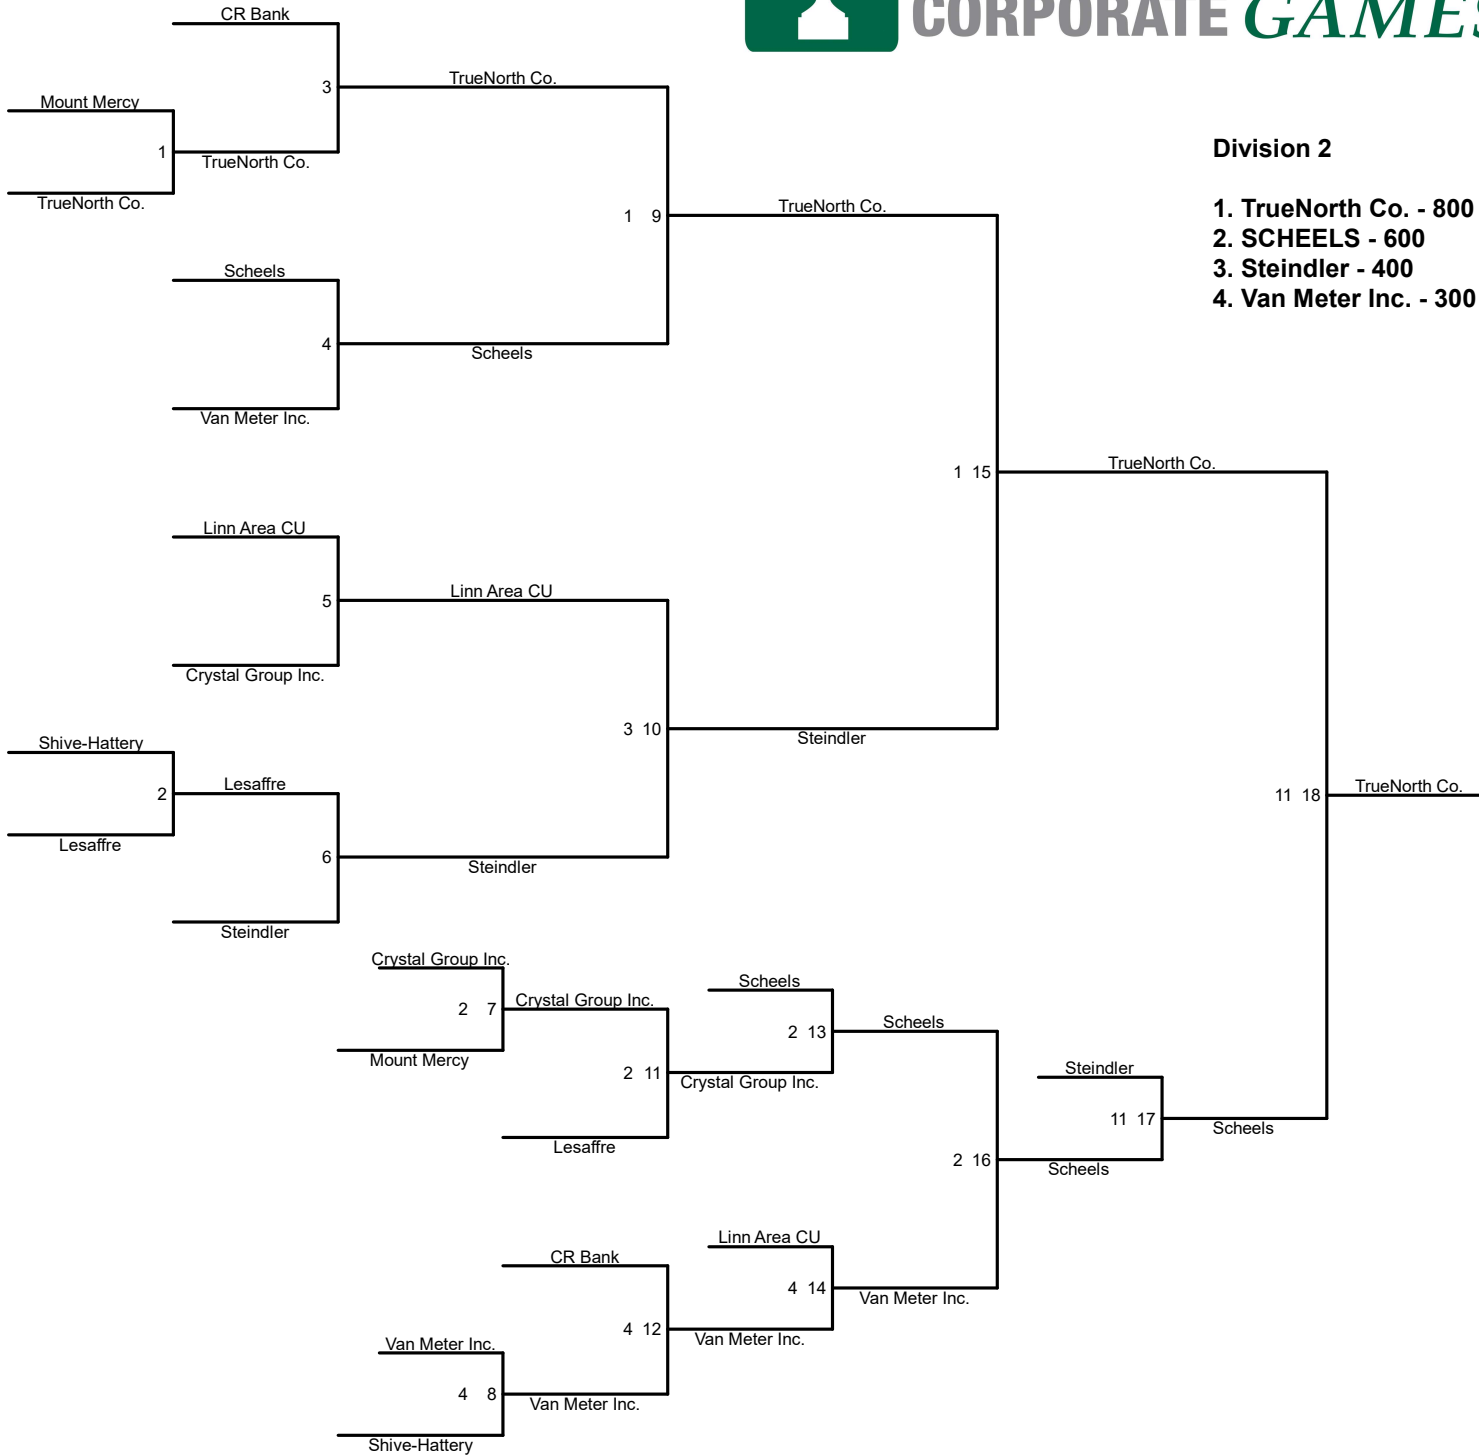 CORPORATE GAMES
CR Bank
3
TrueNorth Co.
Mount Mercy
1
TrueNorth Co.
TrueNorth Co.
Division 2
1. TrueNorth Co. - 800
2. SCHEELS - 600
3. Steindler - 400
4. Van Meter Inc. - 300
1 9
TrueNorth Co.
Scheels
4
Scheels
Van Meter Inc.
1 15
TrueNorth Co.
Linn Area CU
5
Linn Area CU
Crystal Group Inc.
3 10
Steindler
Shive-Hattery
2
Lesaffre
Lesaffre
6
Steindler
Steindler
11 18
TrueNorth Co.
Crystal Group Inc.
2 7
Crystal Group Inc.
Mount Mercy
2 11
Crystal Group Inc.
Lesaffre
Scheels
2 13
Scheels
Steindler
11 17
Scheels
2 16
Scheels
Linn Area CU
4 14
Van Meter Inc.
CR Bank
4 12
Van Meter Inc.
Van Meter Inc.
4 8
Van Meter Inc.
Shive-Hattery